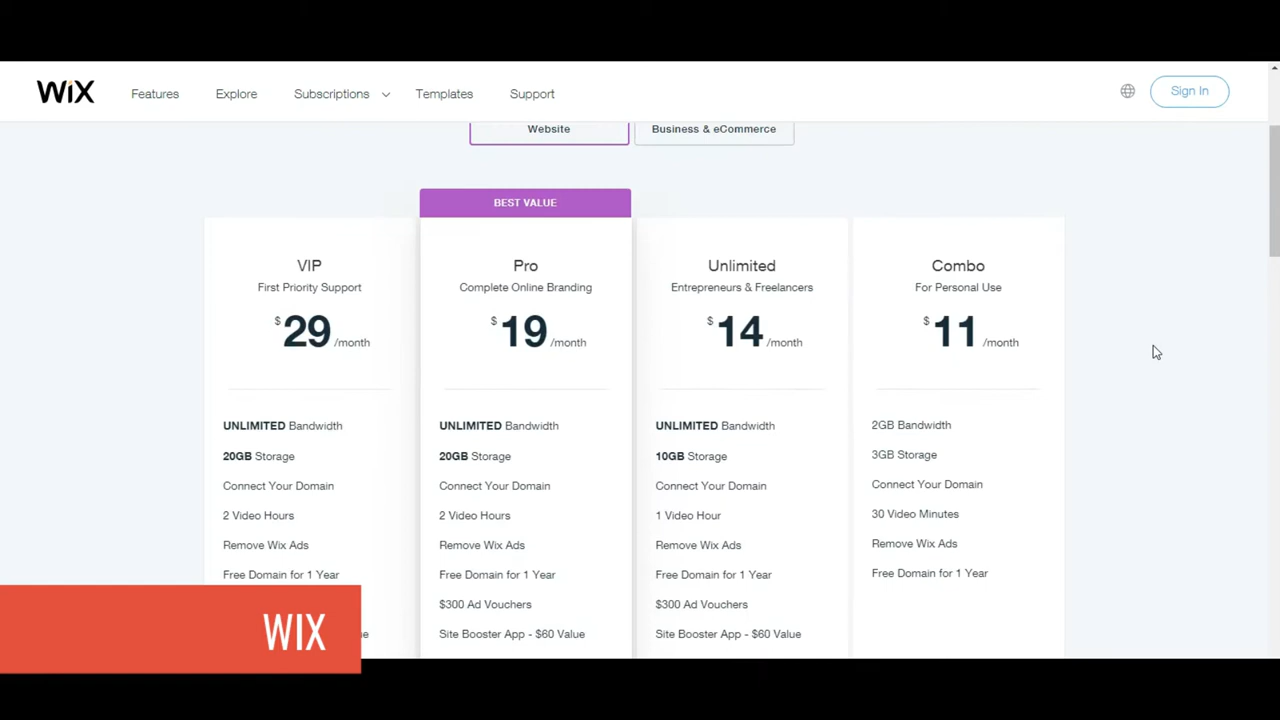 WiX
Features
Explore
Subscriptions
Templates
Support
Sign In
Website
Business & eCommerce
BEST VALUE
VIP
First Priority Support
$ 29 /month
UNLIMITED Bandwidth
20GB Storage
Connect Your Domain
2 Video Hours
Remove Wix Ads
Free Domain for 1 Year
Pro
Complete Online Branding
$ 19 /month
UNLIMITED Bandwidth
20GB Storage
Connect Your Domain
2 Video Hours
Remove Wix Ads
Free Domain for 1 Year
$300 Ad Vouchers
Site Booster App - $60 Value
Unlimited
Entrepreneurs & Freelancers
$ 14 /month
UNLIMITED Bandwidth
10GB Storage
Connect Your Domain
1 Video Hour
Remove Wix Ads
Free Domain for 1 Year
$300 Ad Vouchers
Site Booster App - $60 Value
Combo
For Personal Use
$ 11 /month
2GB Bandwidth
3GB Storage
Connect Your Domain
30 Video Minutes
Remove Wix Ads
Free Domain for 1 Year
WIX